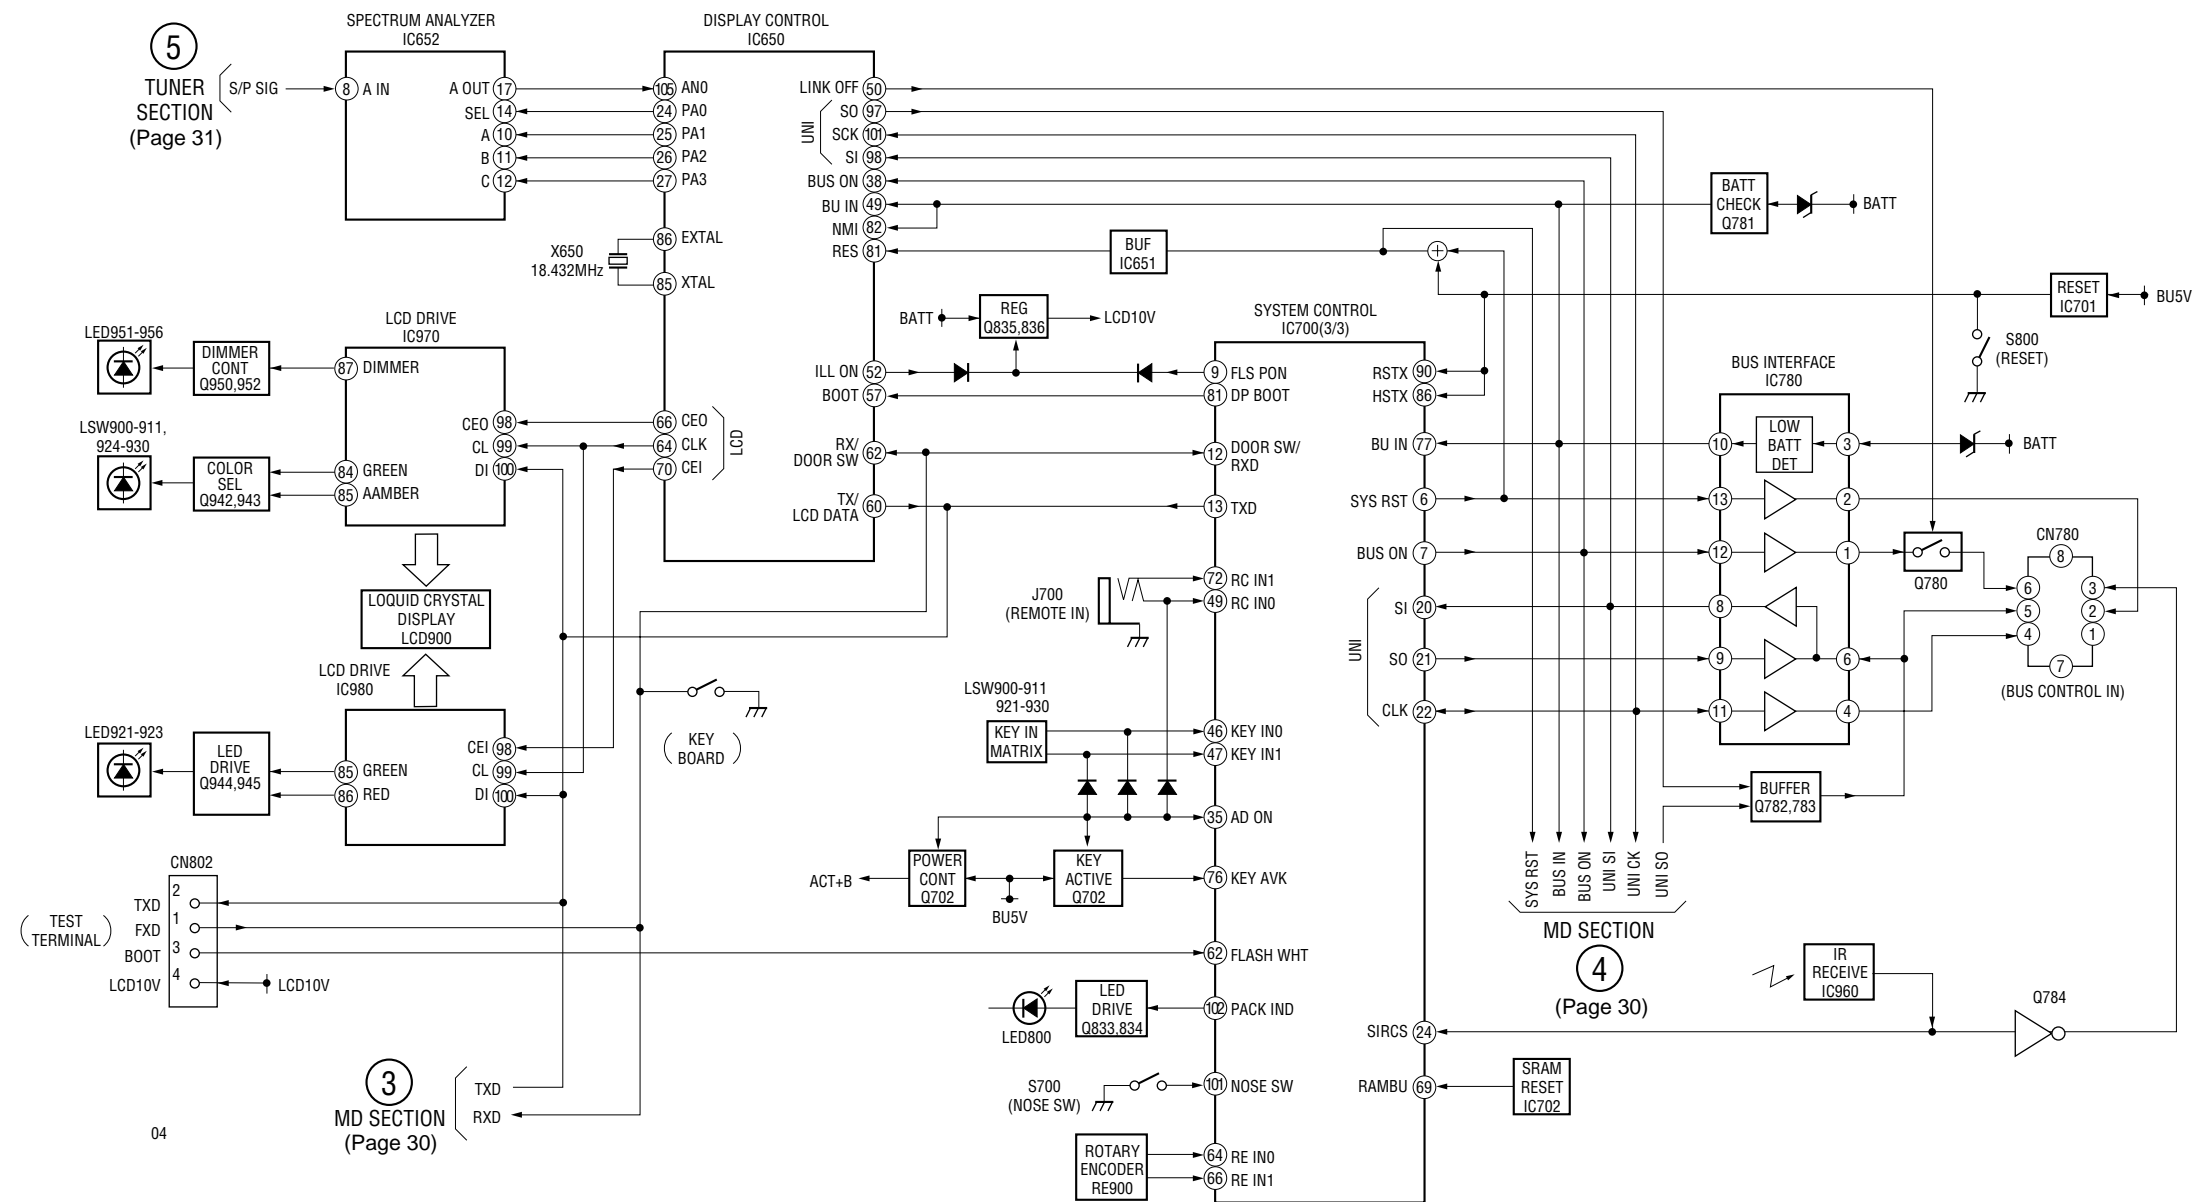 5
TUNER
SECTION
(Page 31)
S/P SIG
SPECTRUM ANALYZER
IC652
8 A IN
A OUT 17
SEL 14
A 10
B 11
C 12
DISPLAY CONTROL
IC650
105 AN0
24 PA0
25 PA1
26 PA2
27 PA3
86 EXTAL
85 XTAL
X650
18.432MHz
LINK OFF 50
UNI
SO 97
SCK 101
SI 98
BUS ON 38
BU IN 49
NMI 82
RES 81
ILL ON 52
BOOT 57
RX/
DOOR SW 62
TX/
LCD DATA 60
66 CEO
64 CLK
70 CEI
LCD
BUF
IC651
BATT
CHECK
Q781
BATT
RESET
IC701
BU5V
S800
(RESET)
BATT
REG
Q835,836
LCD10V
LED951-956
DIMMER
CONT
Q950,952
LSW900-911,
924-930
COLOR
SEL
Q942,943
LCD DRIVE
IC970
87 DIMMER
84 GREEN
85 AAMBER
CEO 98
CL 99
DI 100
LOQUID CRYSTAL
DISPLAY
LCD900
LCD DRIVE
IC980
LED921-923
LED
DRIVE
Q944,945
85 GREEN
86 RED
CEI 98
CL 99
DI 100
CN802
(TEST
TERMINAL)
TXD 2
FXD 1
BOOT 3
LCD10V 4
LCD10V
3
MD SECTION
(Page 30)
TXD
RXD
04
(KEY
BOARD)
SYSTEM CONTROL
IC700(3/3)
9 FLS PON
81 DP BOOT
12 DOOR SW/
RXD
13 TXD
72 RC IN1
49 RC IN0
46 KEY IN0
47 KEY IN1
35 AD ON
76 KEY AVK
62 FLASH WHT
102 PACK IND
101 NOSE SW
64 RE IN0
66 RE IN1
J700
(REMOTE IN)
LSW900-911
921-930
KEY IN
MATRIX
ACT+B
POWER
CONT
Q702
BU5V
KEY
ACTIVE
Q702
LED800
LED
DRIVE
Q833,834
S700
(NOSE SW)
ROTARY
ENCODER
RE900
RSTX 90
HSTX 86
BU IN 77
SYS RST 6
BUS ON 7
UNI
SI 20
SO 21
CLK 22
SIRCS 24
RAMBU 69
BUS INTERFACE
IC780
LOW
BATT
DET
10
3
BATT
13
2
12
1
8
9
6
11
4
Q780
CN780
8
6
3
5
2
4
1
7
(BUS CONTROL IN)
BUFFER
Q782,783
SYS RST
BUS IN
BUS ON
UNI SI
UNI CK
UNI SO
MD SECTION
4
(Page 30)
IR
RECEIVE
IC960
Q784
SRAM
RESET
IC702